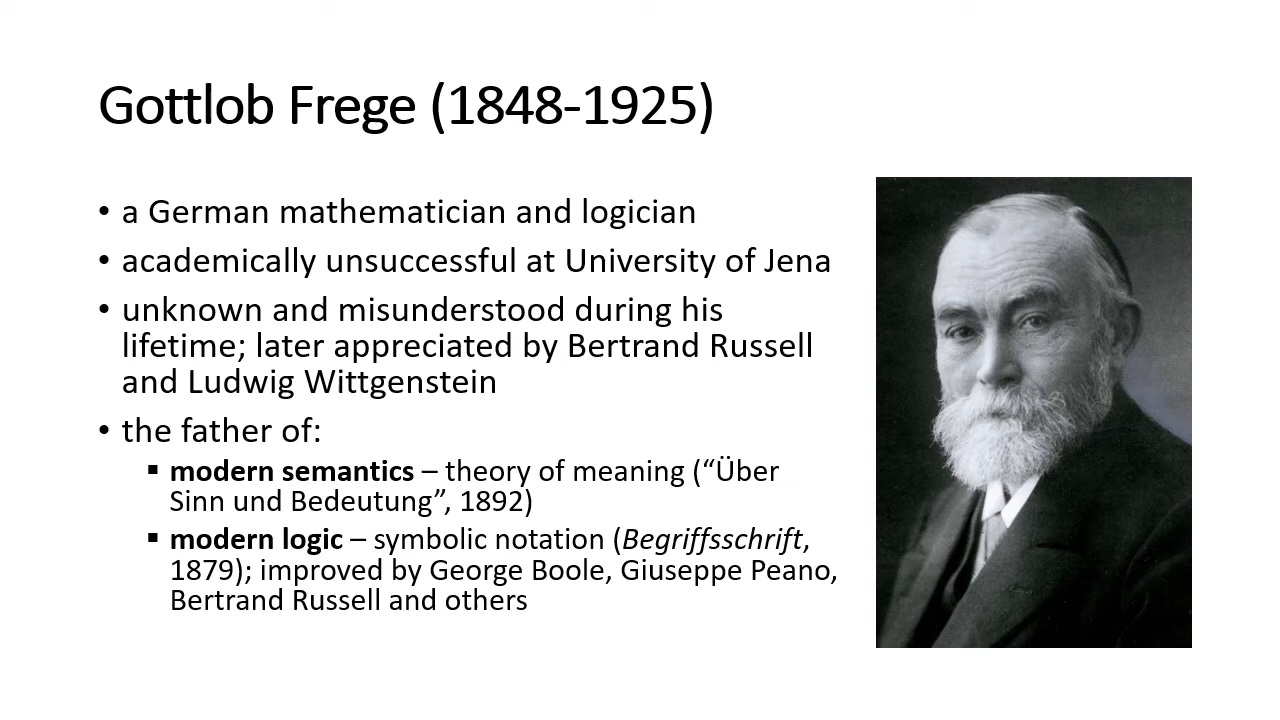 Gottlob Frege (1848-1925)
• a German mathematician and logician
• academically unsuccessful at University of Jena
• unknown and misunderstood during his
lifetime; later appreciated by Bertrand Russell
and Ludwig Wittgenstein
• the father of:
▪ modern semantics – theory of meaning (“Über
Sinn und Bedeutung”, 1892)
▪ modern logic – symbolic notation (Begriffsschrift,
1879); improved by George Boole, Giuseppe Peano,
Bertrand Russell and others